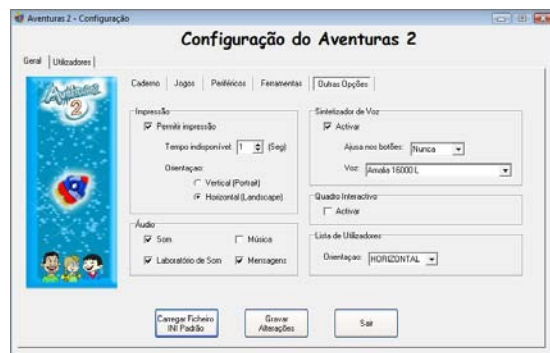 Aventuras 2 - Configuração
Configuração do Aventuras 2
Geral
Utilizadores
Aventuras
2
Caderno
Jogos
Periféricos
Ferramentas
Outras Opções
Impressão
Permitir impressão
Tempo indisponível: 1 (Seg)
Orientaçao:
Vertical (Portrait)
Horizontal (Landscape)
Áudio
Som
Música
Laboratório de Som
Mensagens
Sintetizador de Voz
Activar
Ajuda nos botões: Nunca
Voz: Amalia 16000 L
Quadro Interactivo
Activar
Lista de Utilizadores
Orientaçao: HORIZONTAL
Carregar Ficheiro
INI Padrão
Gravar
Alterações
Sair